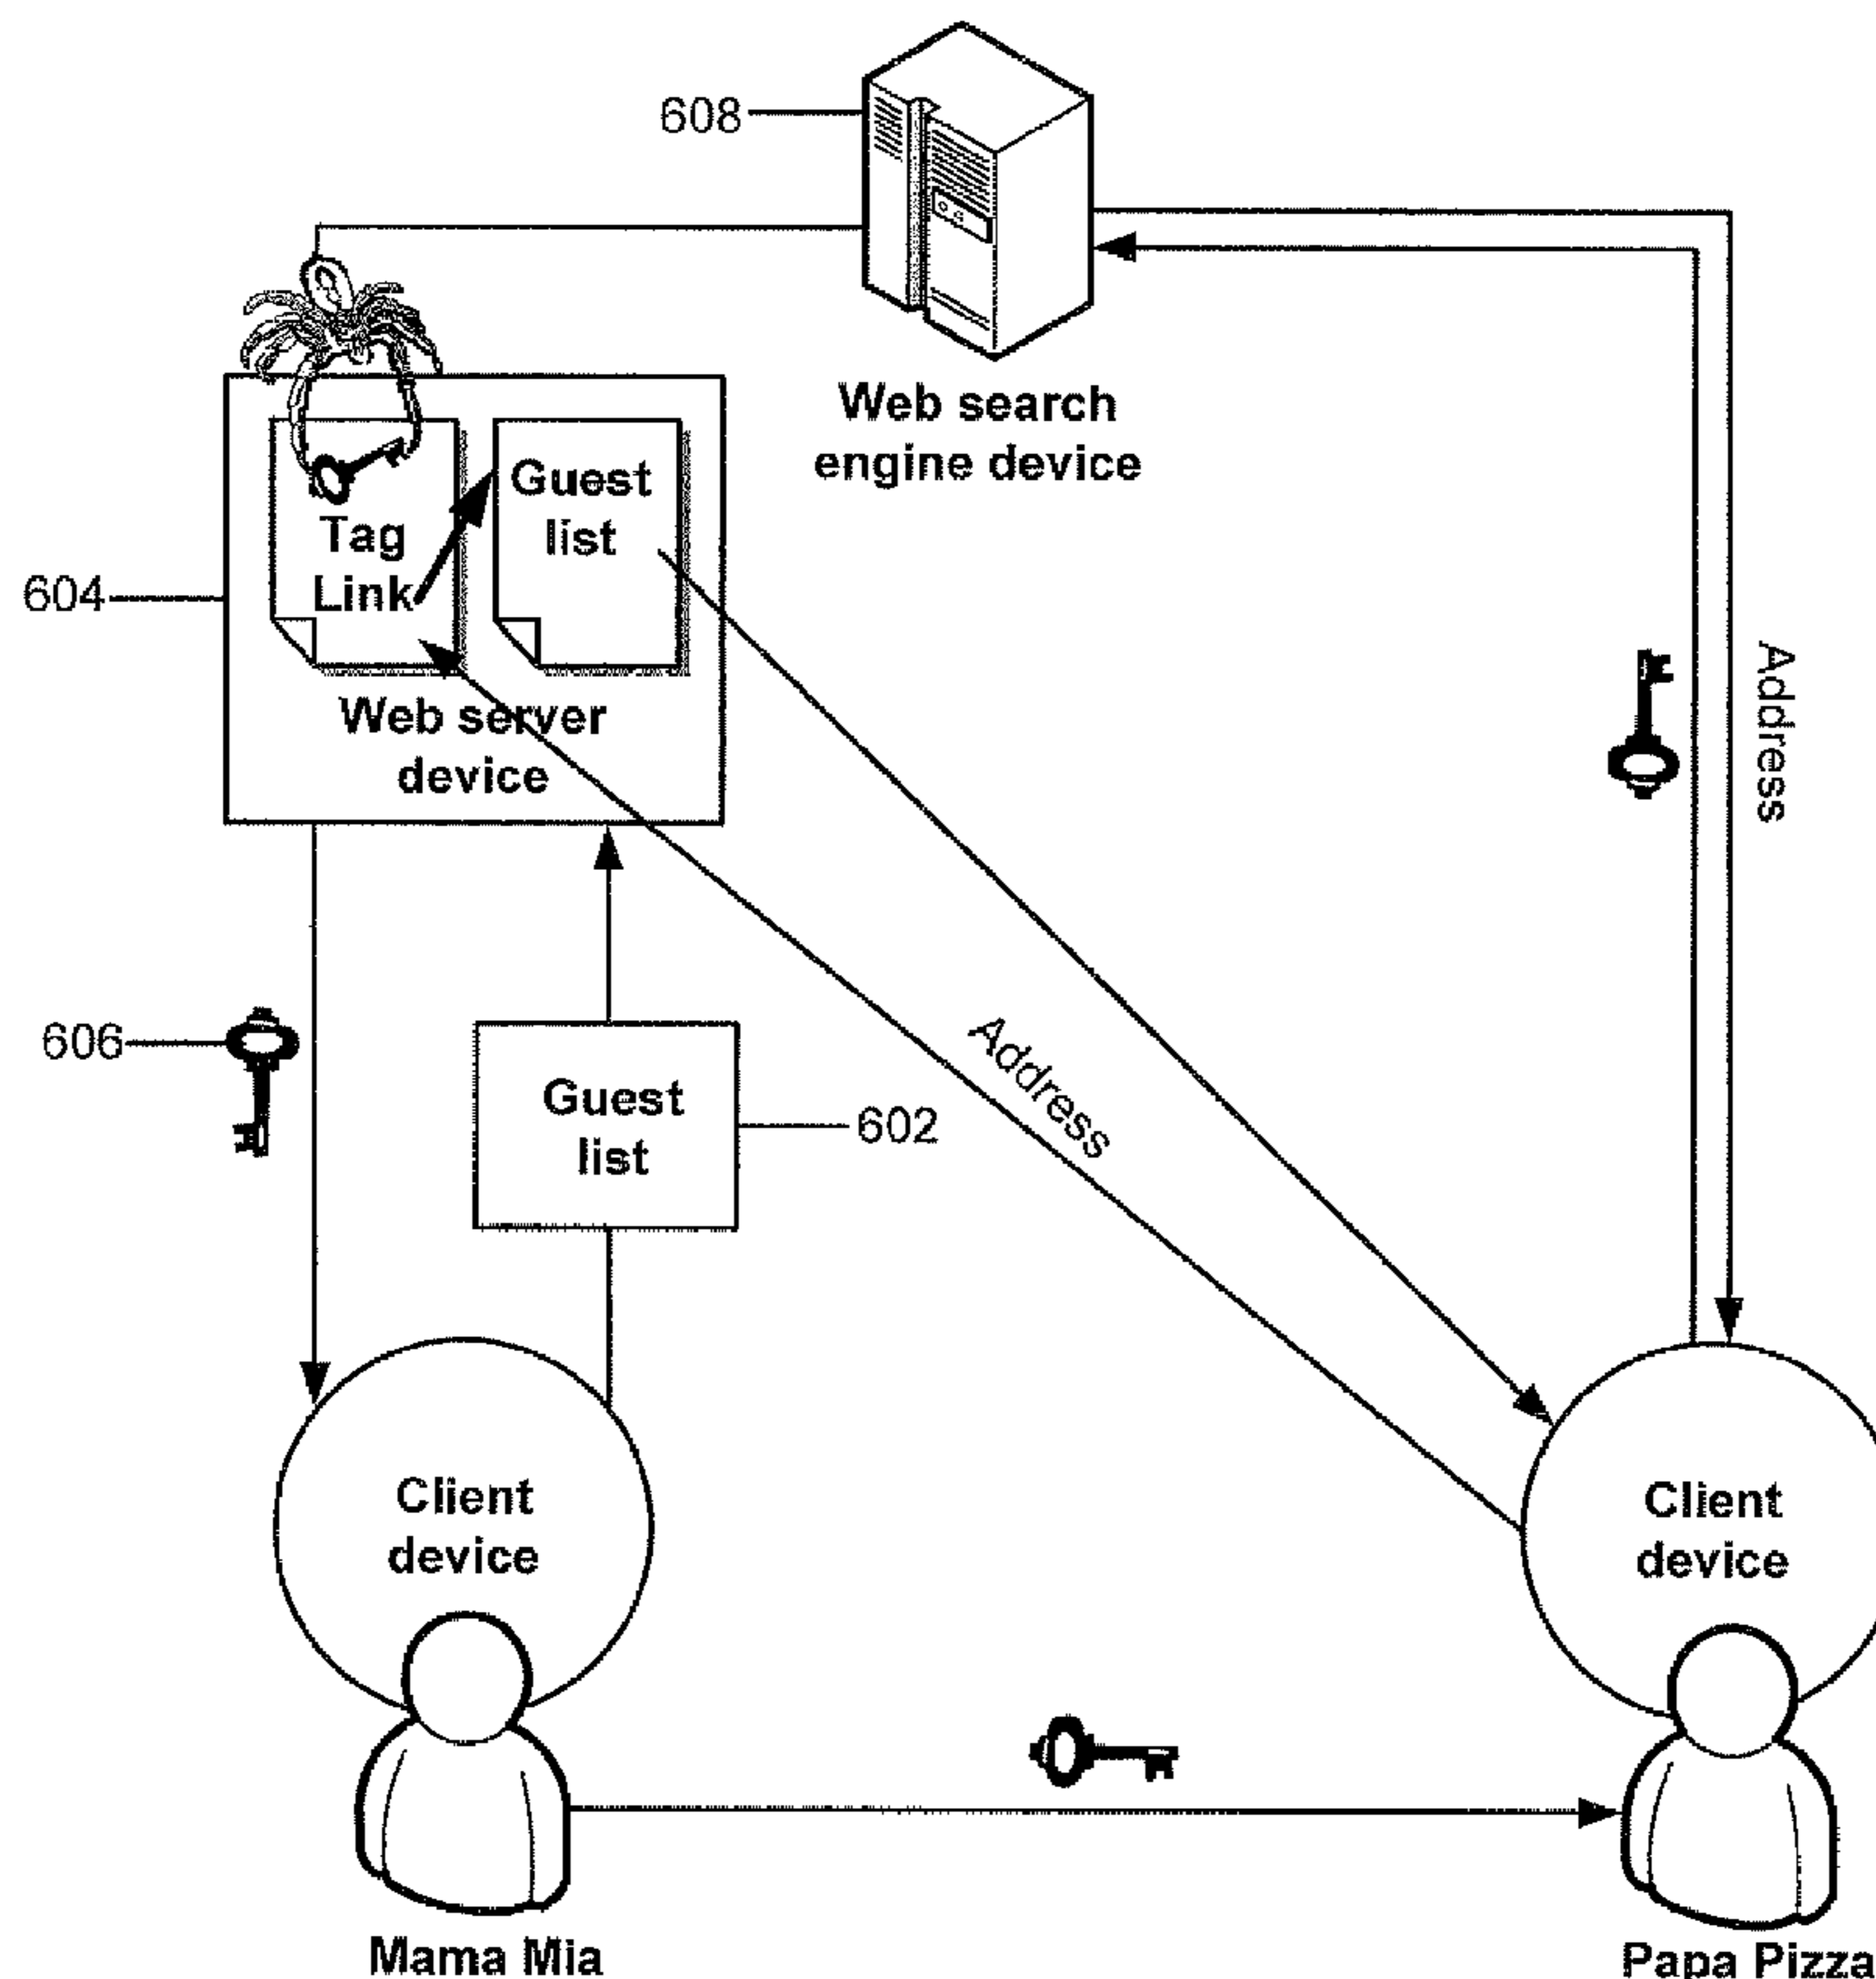 608
Web search
engine device
Tag
Link
Guest
list
604
Web server
device
Address
606
Guest
list
602
Address
Client
device
Client
device
Mama Mia
Papa Pizza